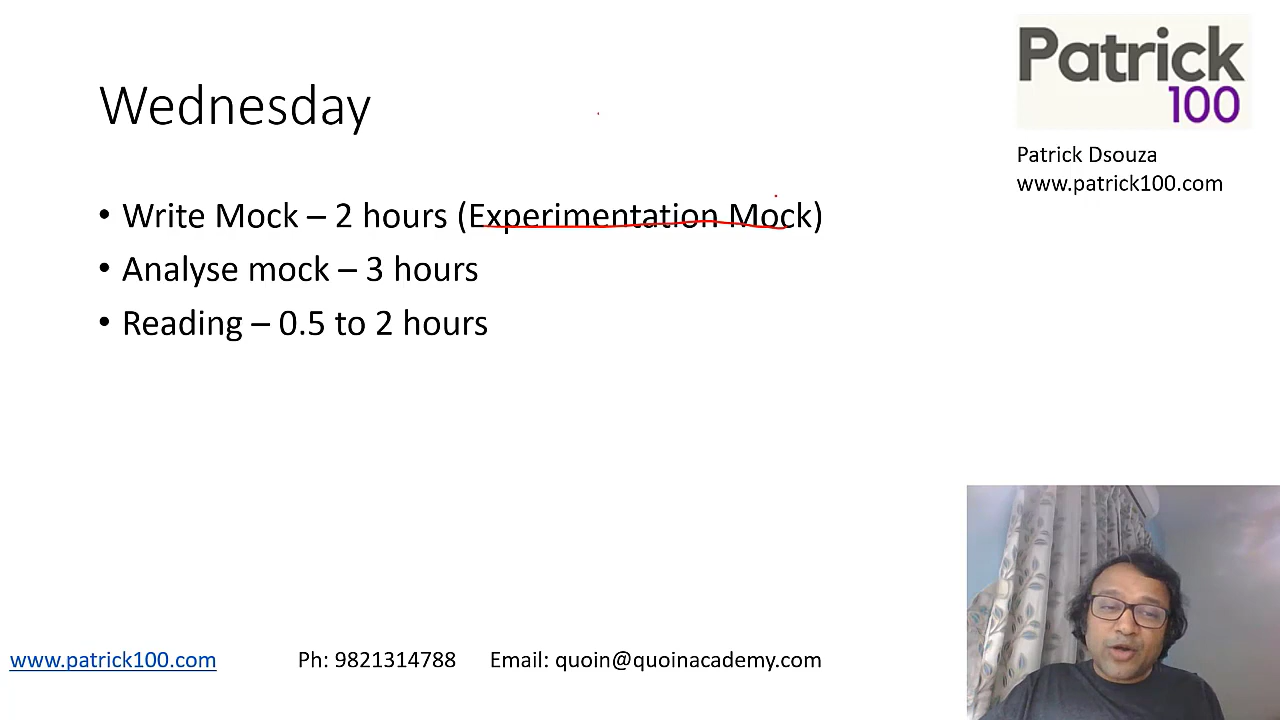 Patrick
100
Wednesday
Patrick Dsouza
www.patrick100.com
• Write Mock – 2 hours (Experimentation Mock)
• Analyse mock – 3 hours
• Reading – 0.5 to 2 hours
www.patrick100.com Ph: 9821314788 Email: quoin@quoinacademy.com